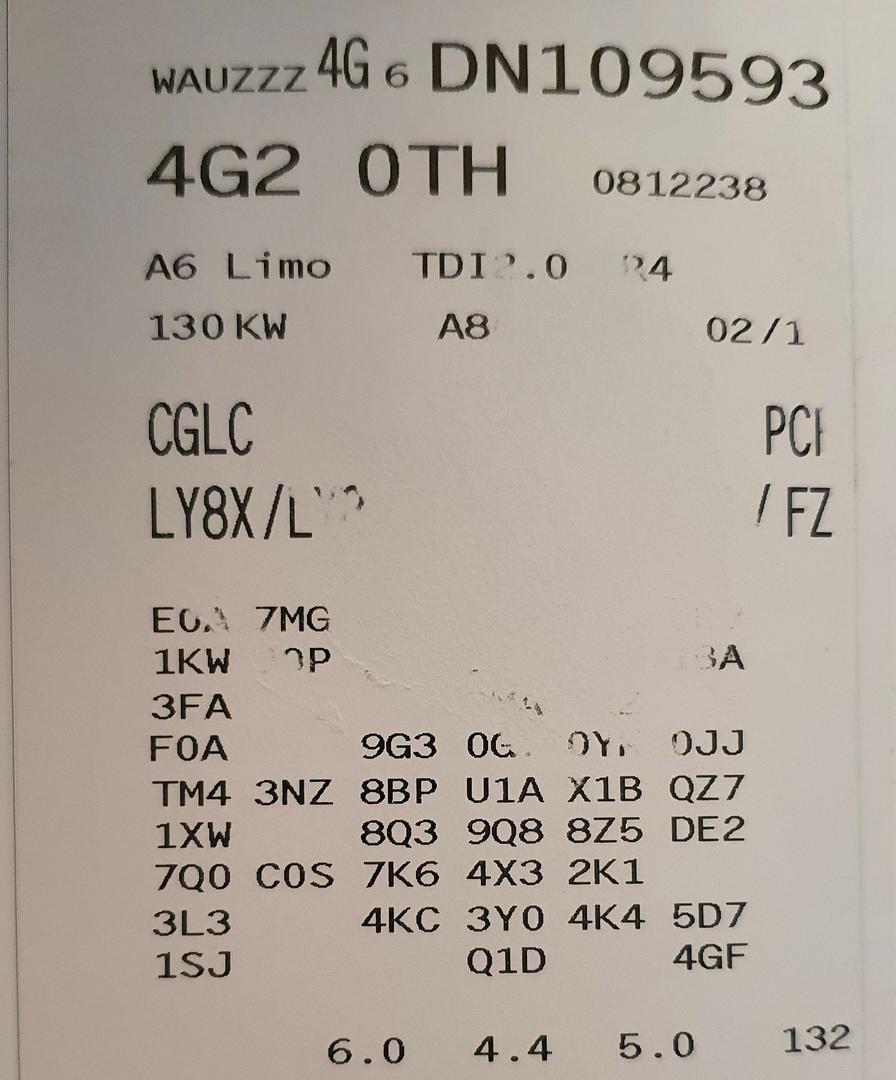 WAUZZZ 4G 6 DN109593
4G2 0TH 0812238
A6 Limo TDI .0 R4
130 KW A8 02/1
CGLC
LY8X/ /FZ
7MG
1KW
3FA
F0A 9G3 0JJ
TM4 3NZ 8BP U1A X1B QZ7
1XW 8Q3 9Q8 8Z5 DE2
7Q0 C0S 7K6 4X3 2K1
3L3 4KC 3Y0 4K4 5D7
1SJ Q1D 4GF
6.0 4.4 5.0 132